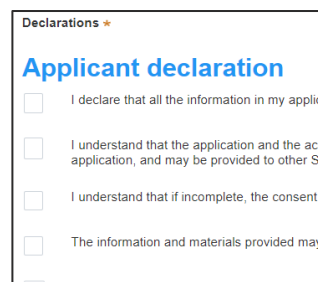 Declarations *
Applicant declaration
I declare that all the information in my appli
I understand that the application and the ac
application, and may be provided to other S
I understand that if incomplete, the consent
The information and materials provided may